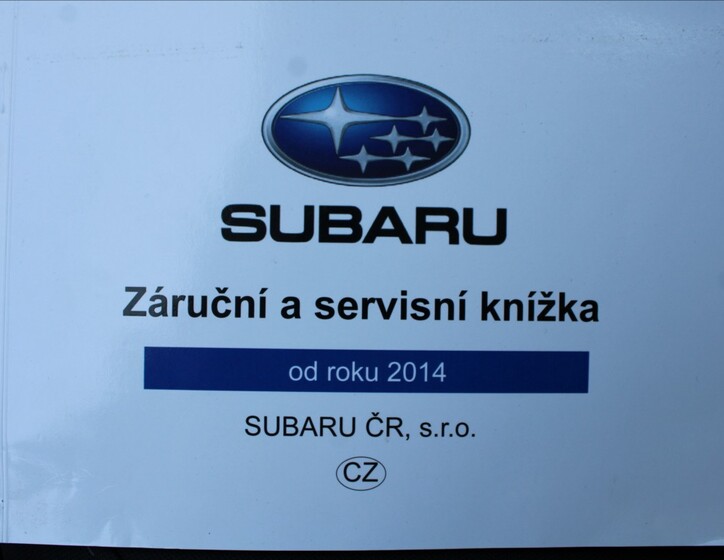 SUBARU
Záruční a servisní knížka
od roku 2014
SUBARU ČR, s.r.o.
CZ